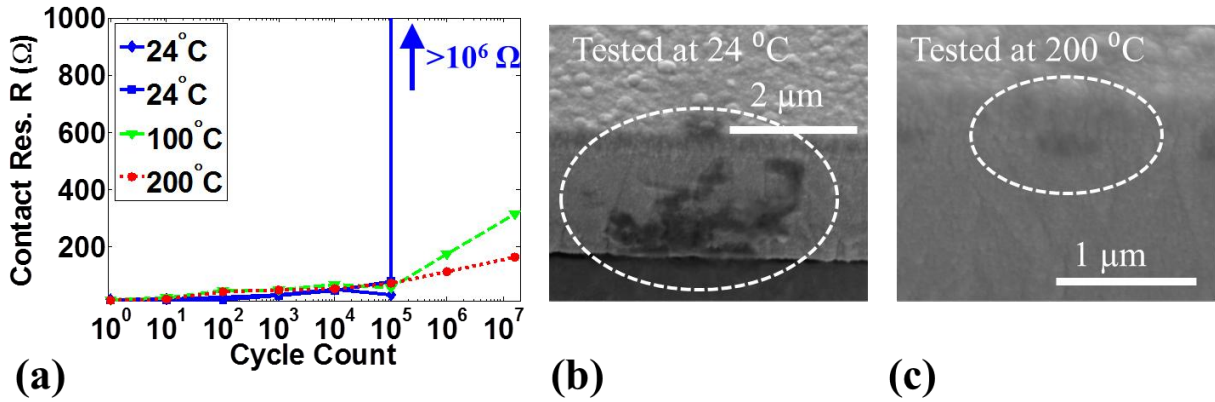 Contact Res. R (Ω)
1000
800
600
400
200
24°C
24°C
100°C
200°C
>10⁶ Ω
10⁰ 10¹ 10² 10³ 10⁴ 10⁵ 10⁶ 10⁷
Cycle Count
(a)
Tested at 24 ⁰C
2 μm
(b)
Tested at 200 ⁰C
1 μm
(c)